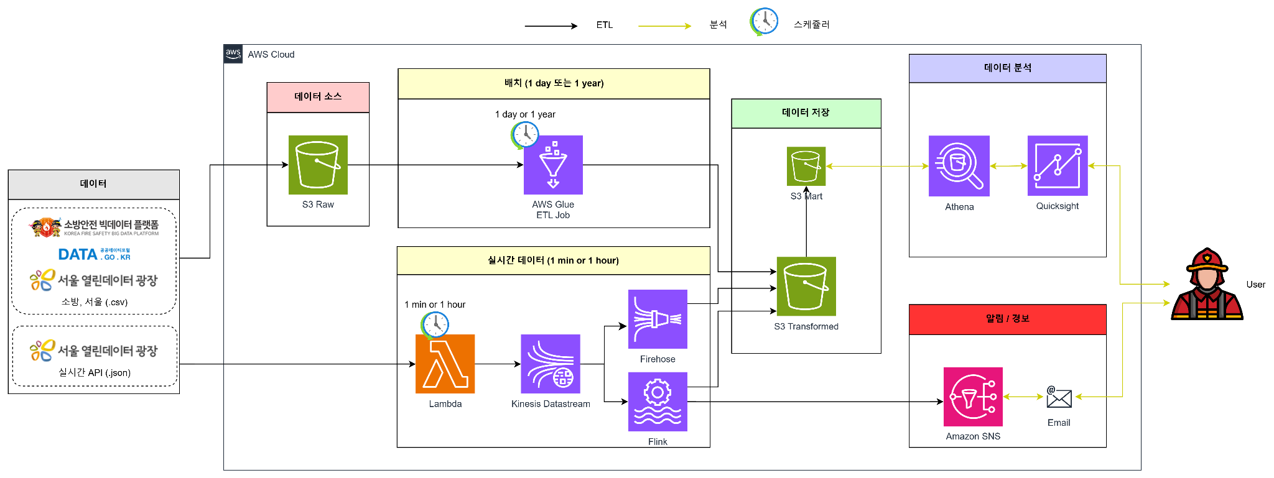 ETL
분석
스케쥴러
aws
AWS Cloud
데이터
소방안전 빅데이터 플랫폼
KOREA FIRE SAFETY BIG DATA PLATFORM
공공데이터포털
DATA.GO.KR
서울 열린데이터 광장
소방, 서울 (.csv)
서울 열린데이터 광장
실시간 API (.json)
데이터 소스
S3 Raw
배치 (1 day 또는 1 year)
1 day or 1 year
AWS Glue
ETL Job
실시간 데이터 (1 min or 1 hour)
1 min or 1 hour
Lambda
Kinesis Datastream
Firehose
Flink
데이터 저장
S3 Mart
S3 Transformed
데이터 분석
Athena
Quicksight
알림 / 경보
Amazon SNS
@
Email
User